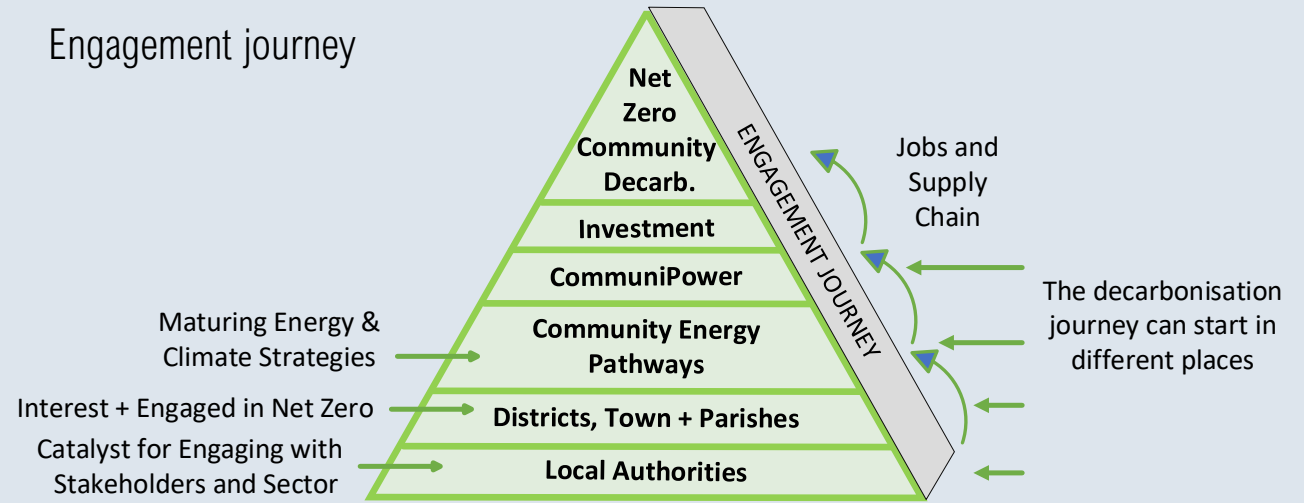 Engagement journey
Net
Zero
Community
Decarb.
Investment
CommuniPower
Community Energy
Pathways
Districts, Town + Parishes
Local Authorities
ENGAGEMENT JOURNEY
Maturing Energy &
Climate Strategies
Interest + Engaged in Net Zero
Catalyst for Engaging with
Stakeholders and Sector
Jobs and
Supply
Chain
The decarbonisation
journey can start in
different places